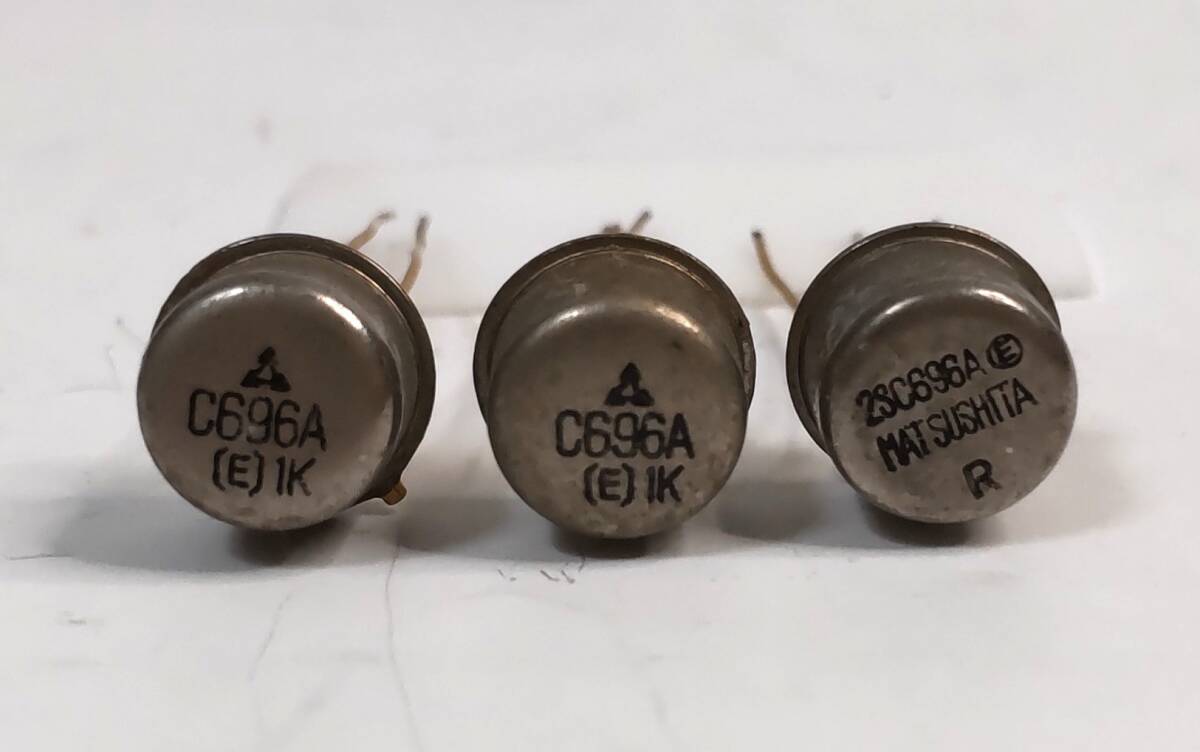 C696A
(E) 1K
C696A
(E) 1K
2SC696A Ⓔ
MATSUSHITA
R